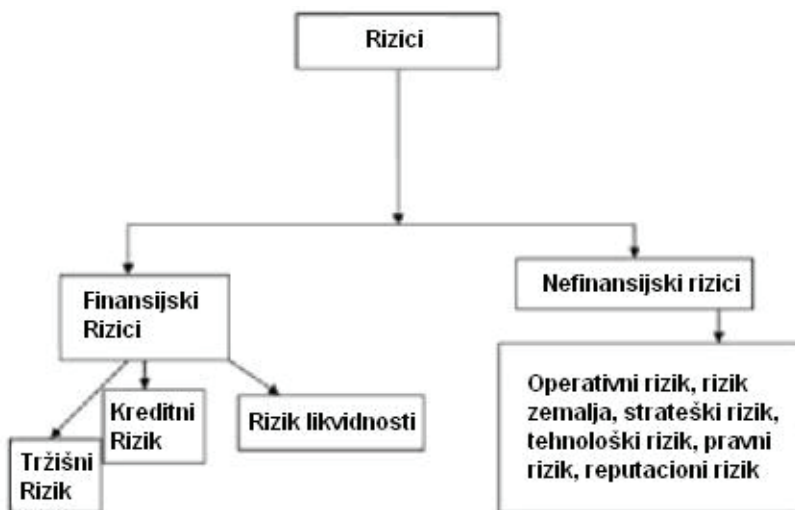 Rizici
Finansijski
Rizici
Nefinansijski rizici
Tržišni
Rizik
Kreditni
Rizik
Rizik likvidnosti
Operativni rizik, rizik
zemalja, strateški rizik,
tehnološki rizik, pravni
rizik, reputacioni rizik